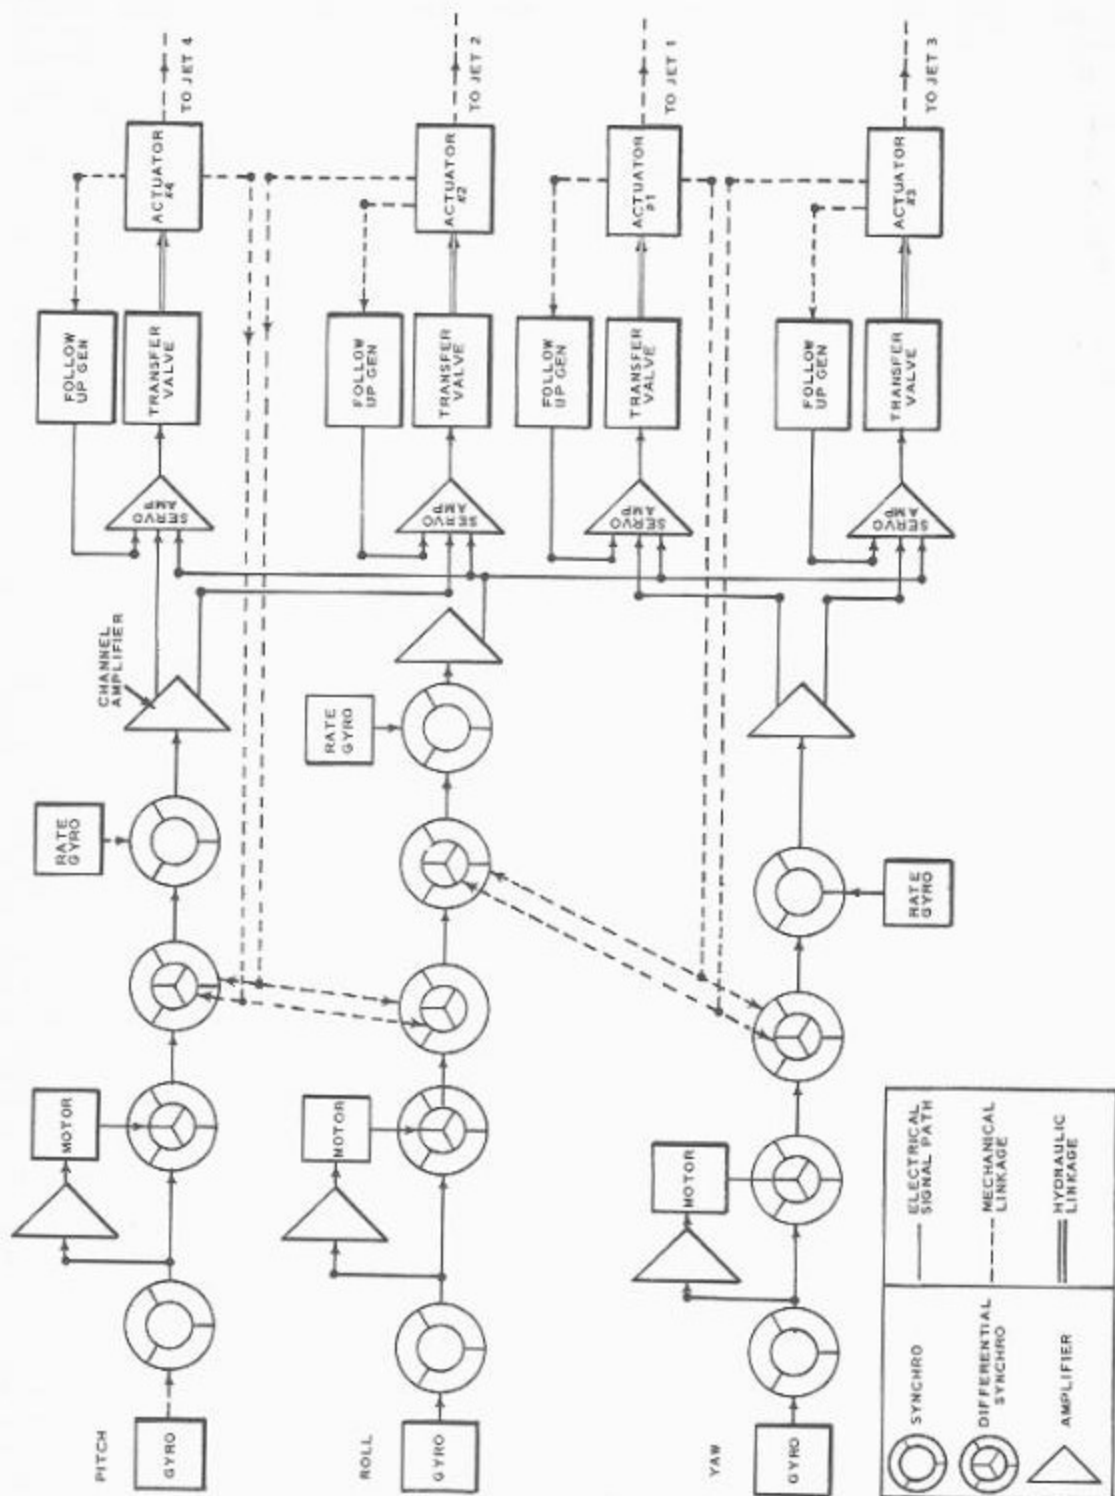 PITCH
GYRO
MOTOR
RATE
GYRO
CHANNEL
AMPLIFIER
SERVO
AMP
FOLLOW
UP GEN
TRANSFER
VALVE
ACTUATOR
#4
TO JET 4
ROLL
GYRO
MOTOR
RATE
GYRO
SERVO
AMP
FOLLOW
UP GEN
TRANSFER
VALVE
ACTUATOR
#2
TO JET 2
SERVO
AMP
FOLLOW
UP GEN
TRANSFER
VALVE
ACTUATOR
#1
TO JET 1
YAW
GYRO
MOTOR
RATE
GYRO
SERVO
AMP
FOLLOW
UP GEN
TRANSFER
VALVE
ACTUATOR
#3
TO JET 3
SYNCHRO
DIFFERENTIAL
SYNCHRO
AMPLIFIER
ELECTRICAL
SIGNAL PATH
MECHANICAL
LINKAGE
HYDRAULIC
LINKAGE